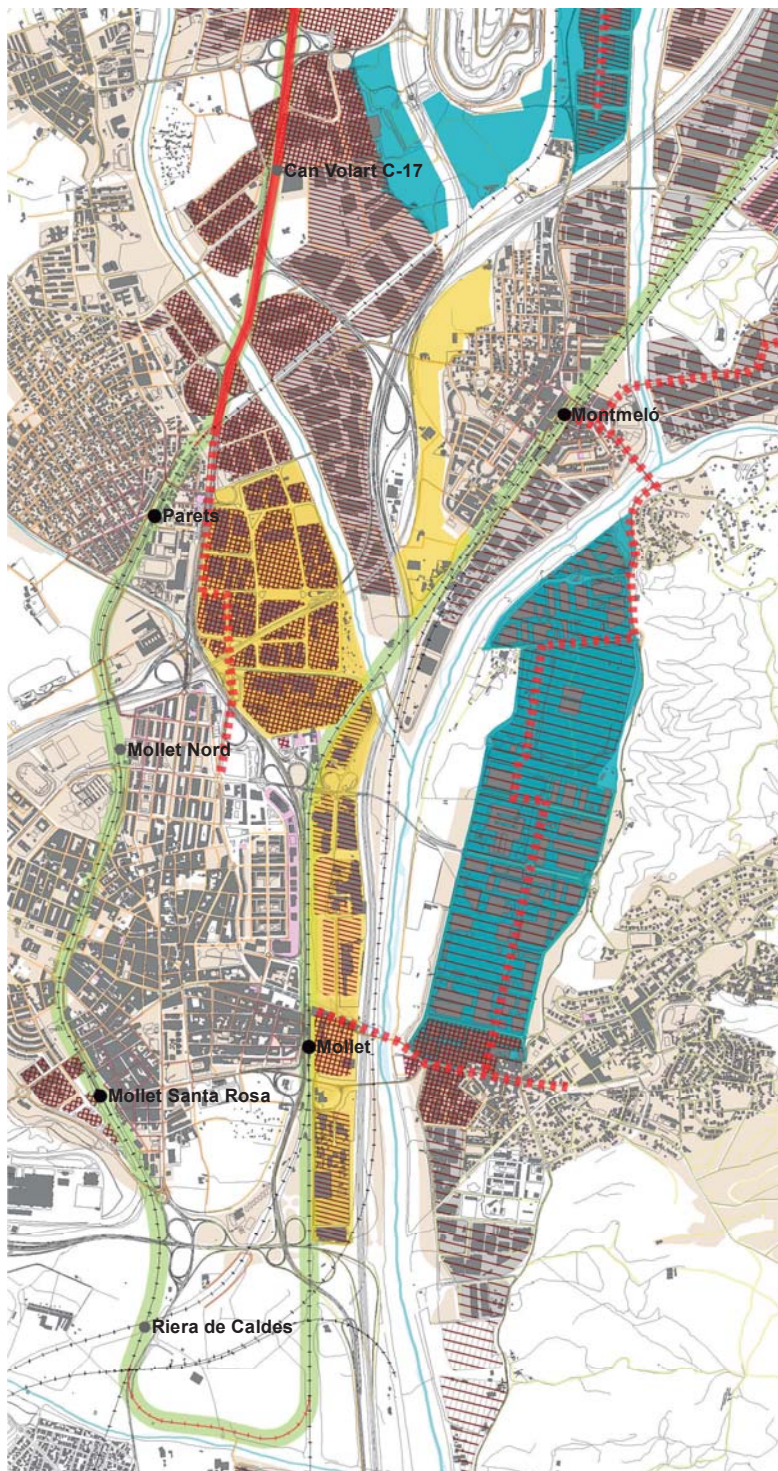 Can Volart C-17
Montmeló
Parets
Mollet Nord
Mollet
Mollet Santa Rosa
Riera de Caldes